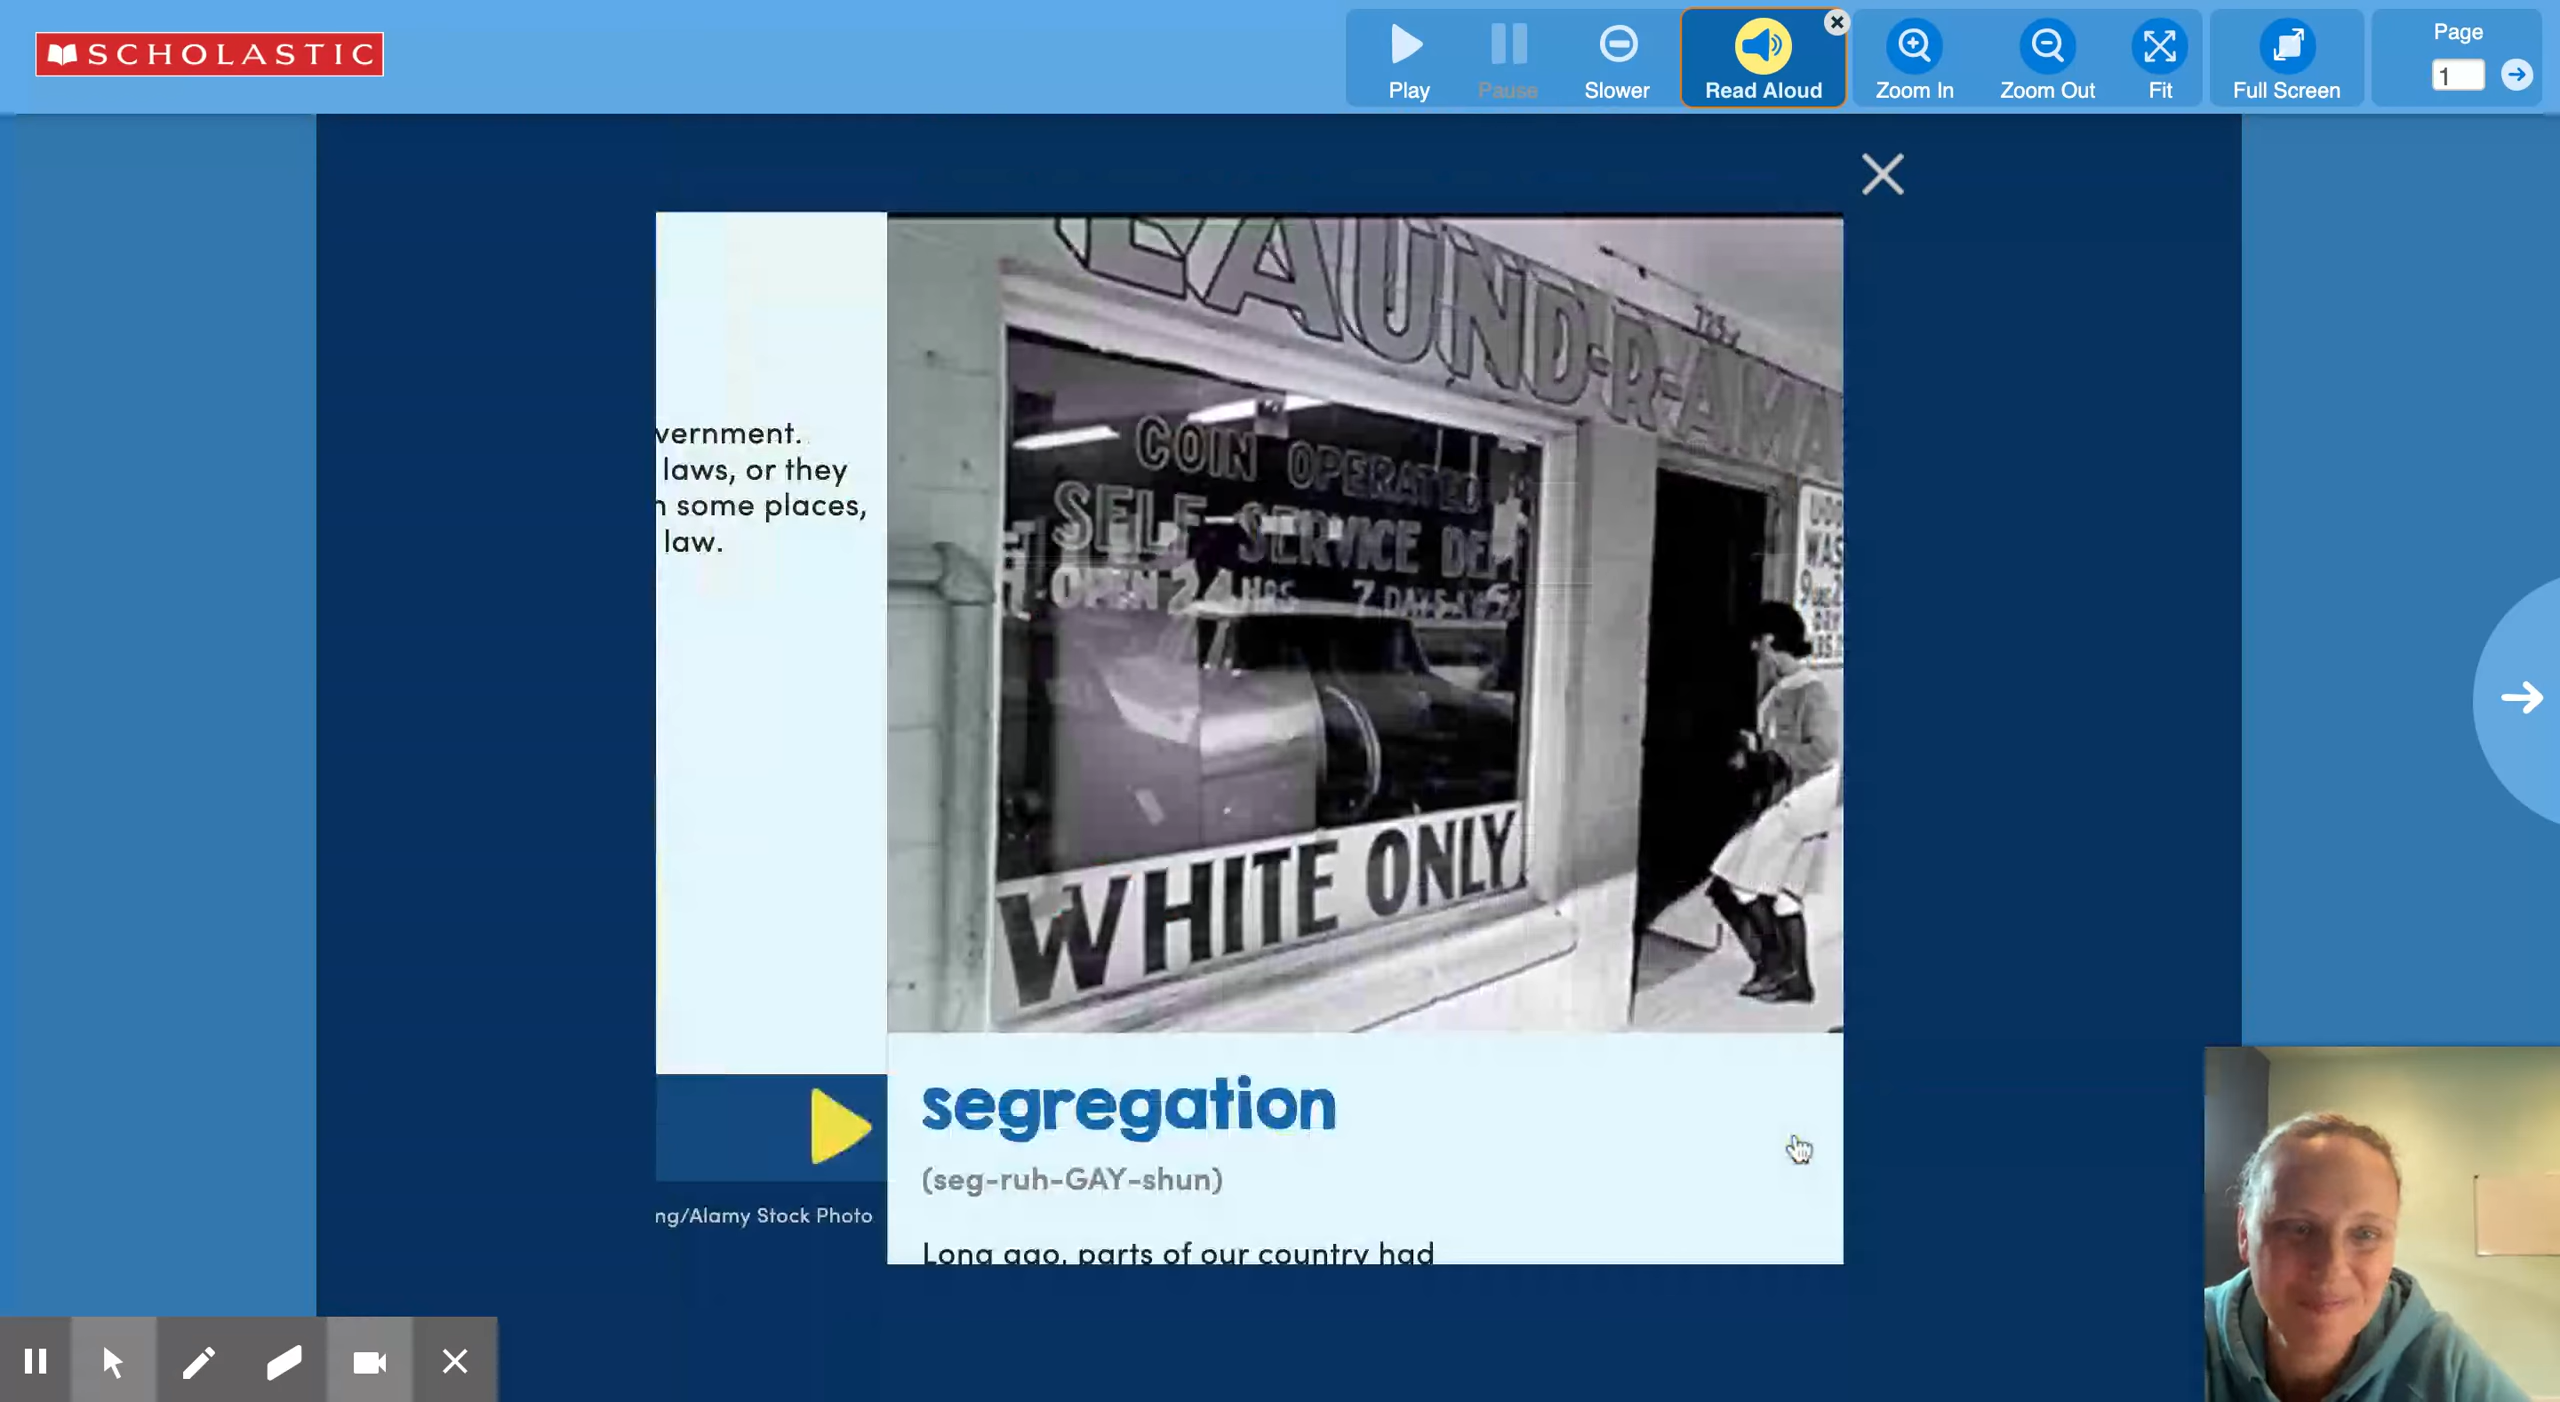 SCHOLASTIC
Play
Pause
Slower
Read Aloud
Zoom In
Zoom Out
Fit
Full Screen
Page
1
vernment.
laws, or they
n some places,
law.
LAUND-R-AMA
COIN OPERATED
SELF-SERVICE DEPT
OPEN 24 HRS 7 DAYS
WHITE ONLY
segregation
(seg-ruh-GAY-shun)
ng/Alamy Stock Photo
Long ago, parts of our country had